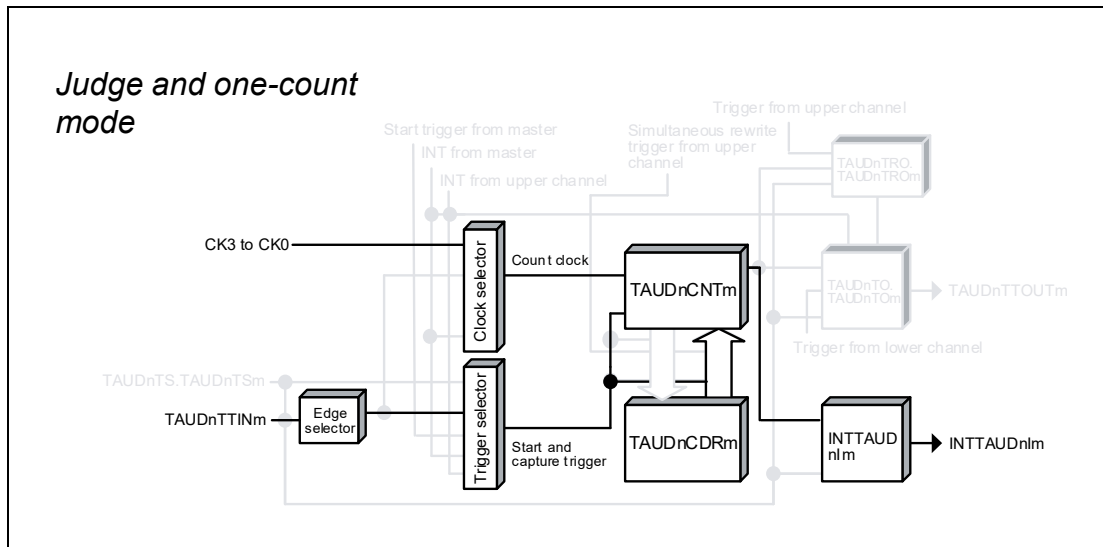 Judge and one-count
mode
Trigger from upper channel
Start trigger from master
Simultaneous rewrite
trigger from upper
channel
INT from master
INT from upper channel
TAUDnTRO.
TAUDnTROm
CK3 to CK0
Clock selector
Count clock
TAUDnCNTm
TAUDnTO.
TAUDnTOm
TAUDnTTOUTm
Trigger from lower channel
TAUDnTS.TAUDnTSm
TAUDnTTINm
Edge
selector
Trigger selector
Start and
capture trigger
TAUDnCDRm
INTTAUD
nIm
INTTAUDnIm